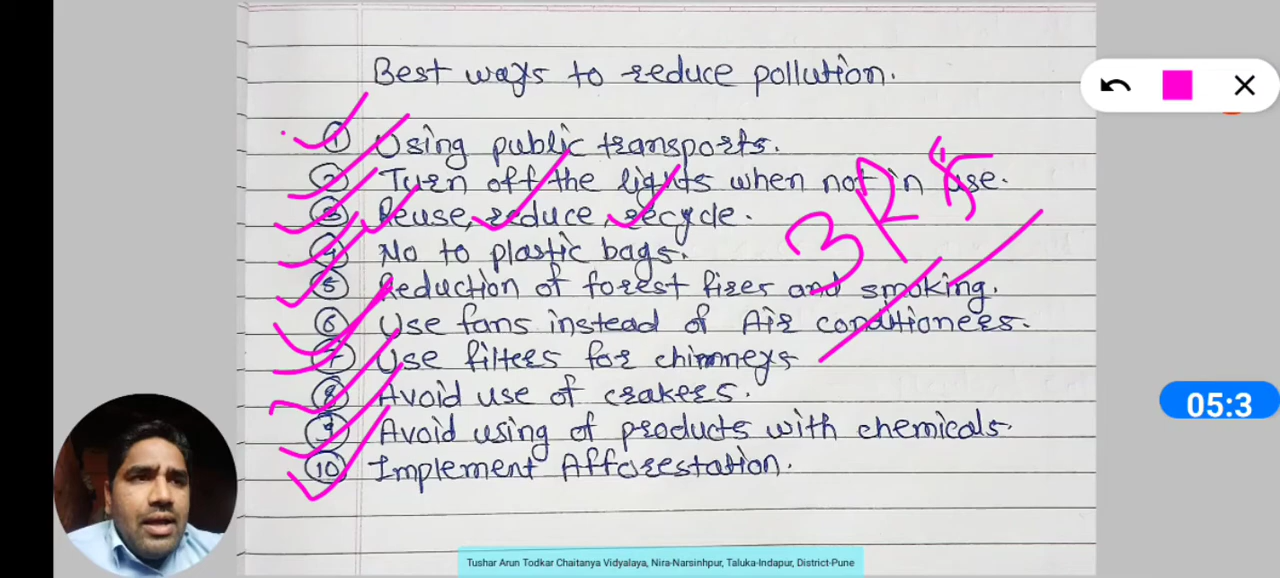 Best ways to reduce pollution.
① Using public transports.
② Turn off the lights when not in use.
③ Reuse, reduce, recycle.
④ No to plastic bags.
⑤ Reduction of forest fires and smoking.
⑥ Use fans instead of Air conditioners.
⑦ Use filters for chimneys
⑧ Avoid use of crakers.
⑨ Avoid using of products with chemicals.
⑩ Implement Afforestation.
3R's
05:3
Tushar Arun Todkar Chaitanya Vidyalaya, Nira-Narsinhpur, Taluka-Indapur, District-Pune